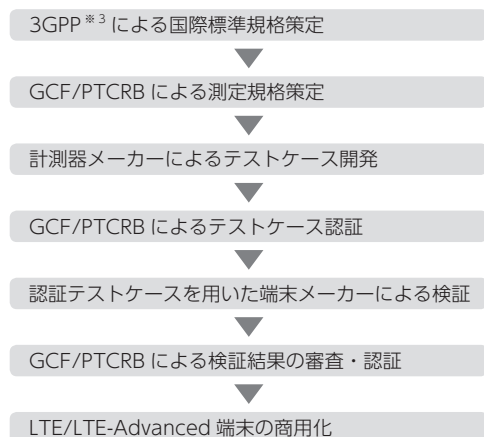 3GPP※3による国際標準規格策定
GCF/PTCRB による測定規格策定
計測器メーカーによるテストケース開発
GCF/PTCRB によるテストケース認証
認証テストケースを用いた端末メーカーによる検証
GCF/PTCRB による検証結果の審査・認証
LTE/LTE-Advanced 端末の商用化